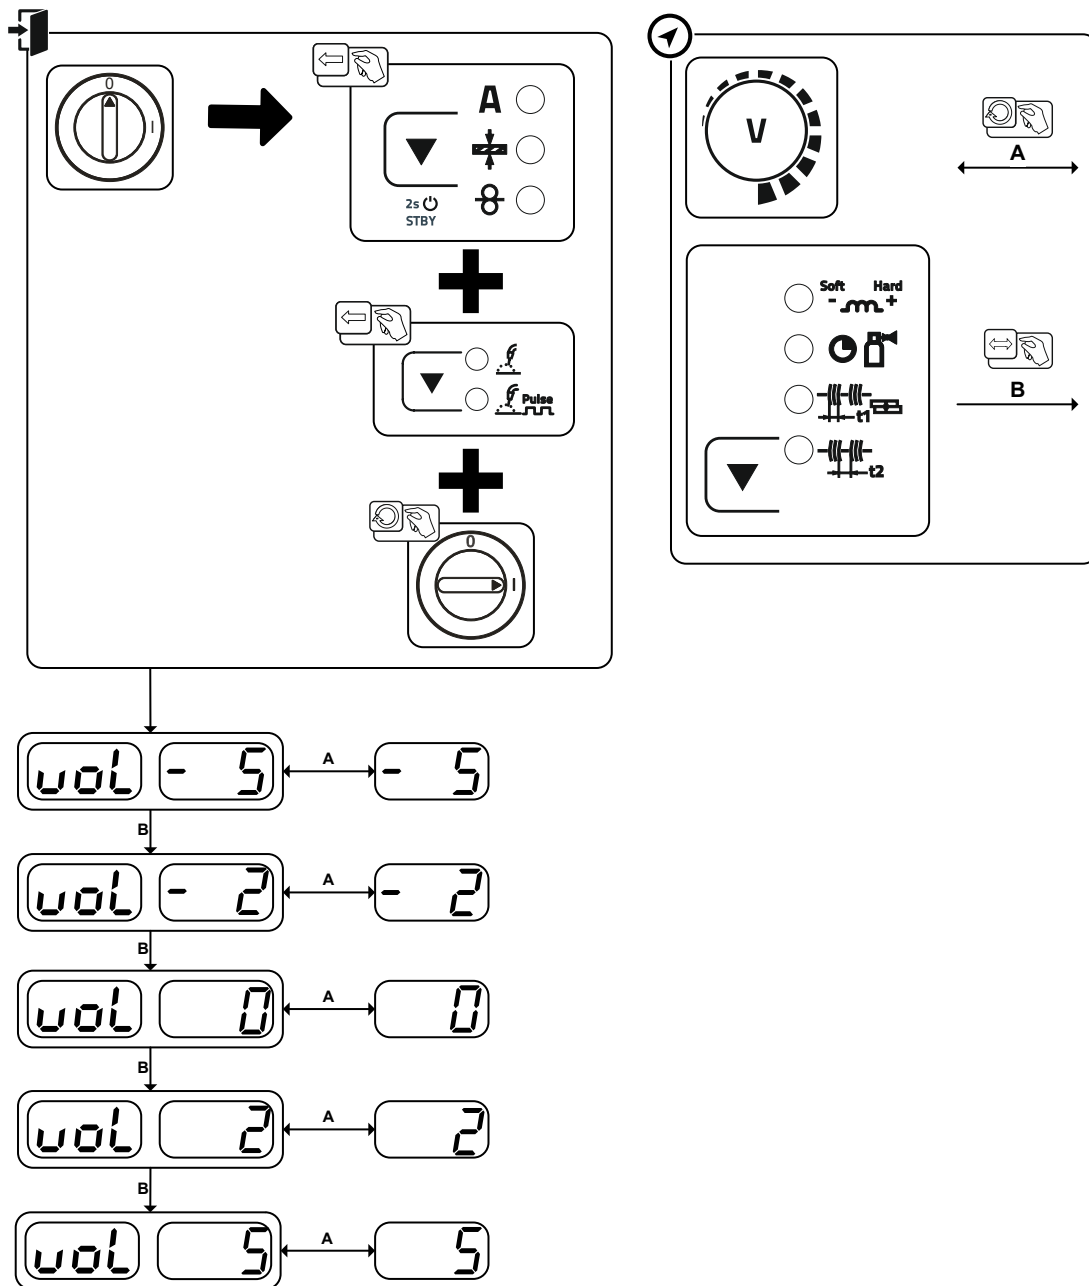 0
I
A
2s
STBY
Pulse
0
I
V
A
Soft Hard
- +
t1
B
t2
voL - 5 A - 5
B
voL - 2 A - 2
B
voL 0 A 0
B
voL 2 A 2
B
voL 5 A 5